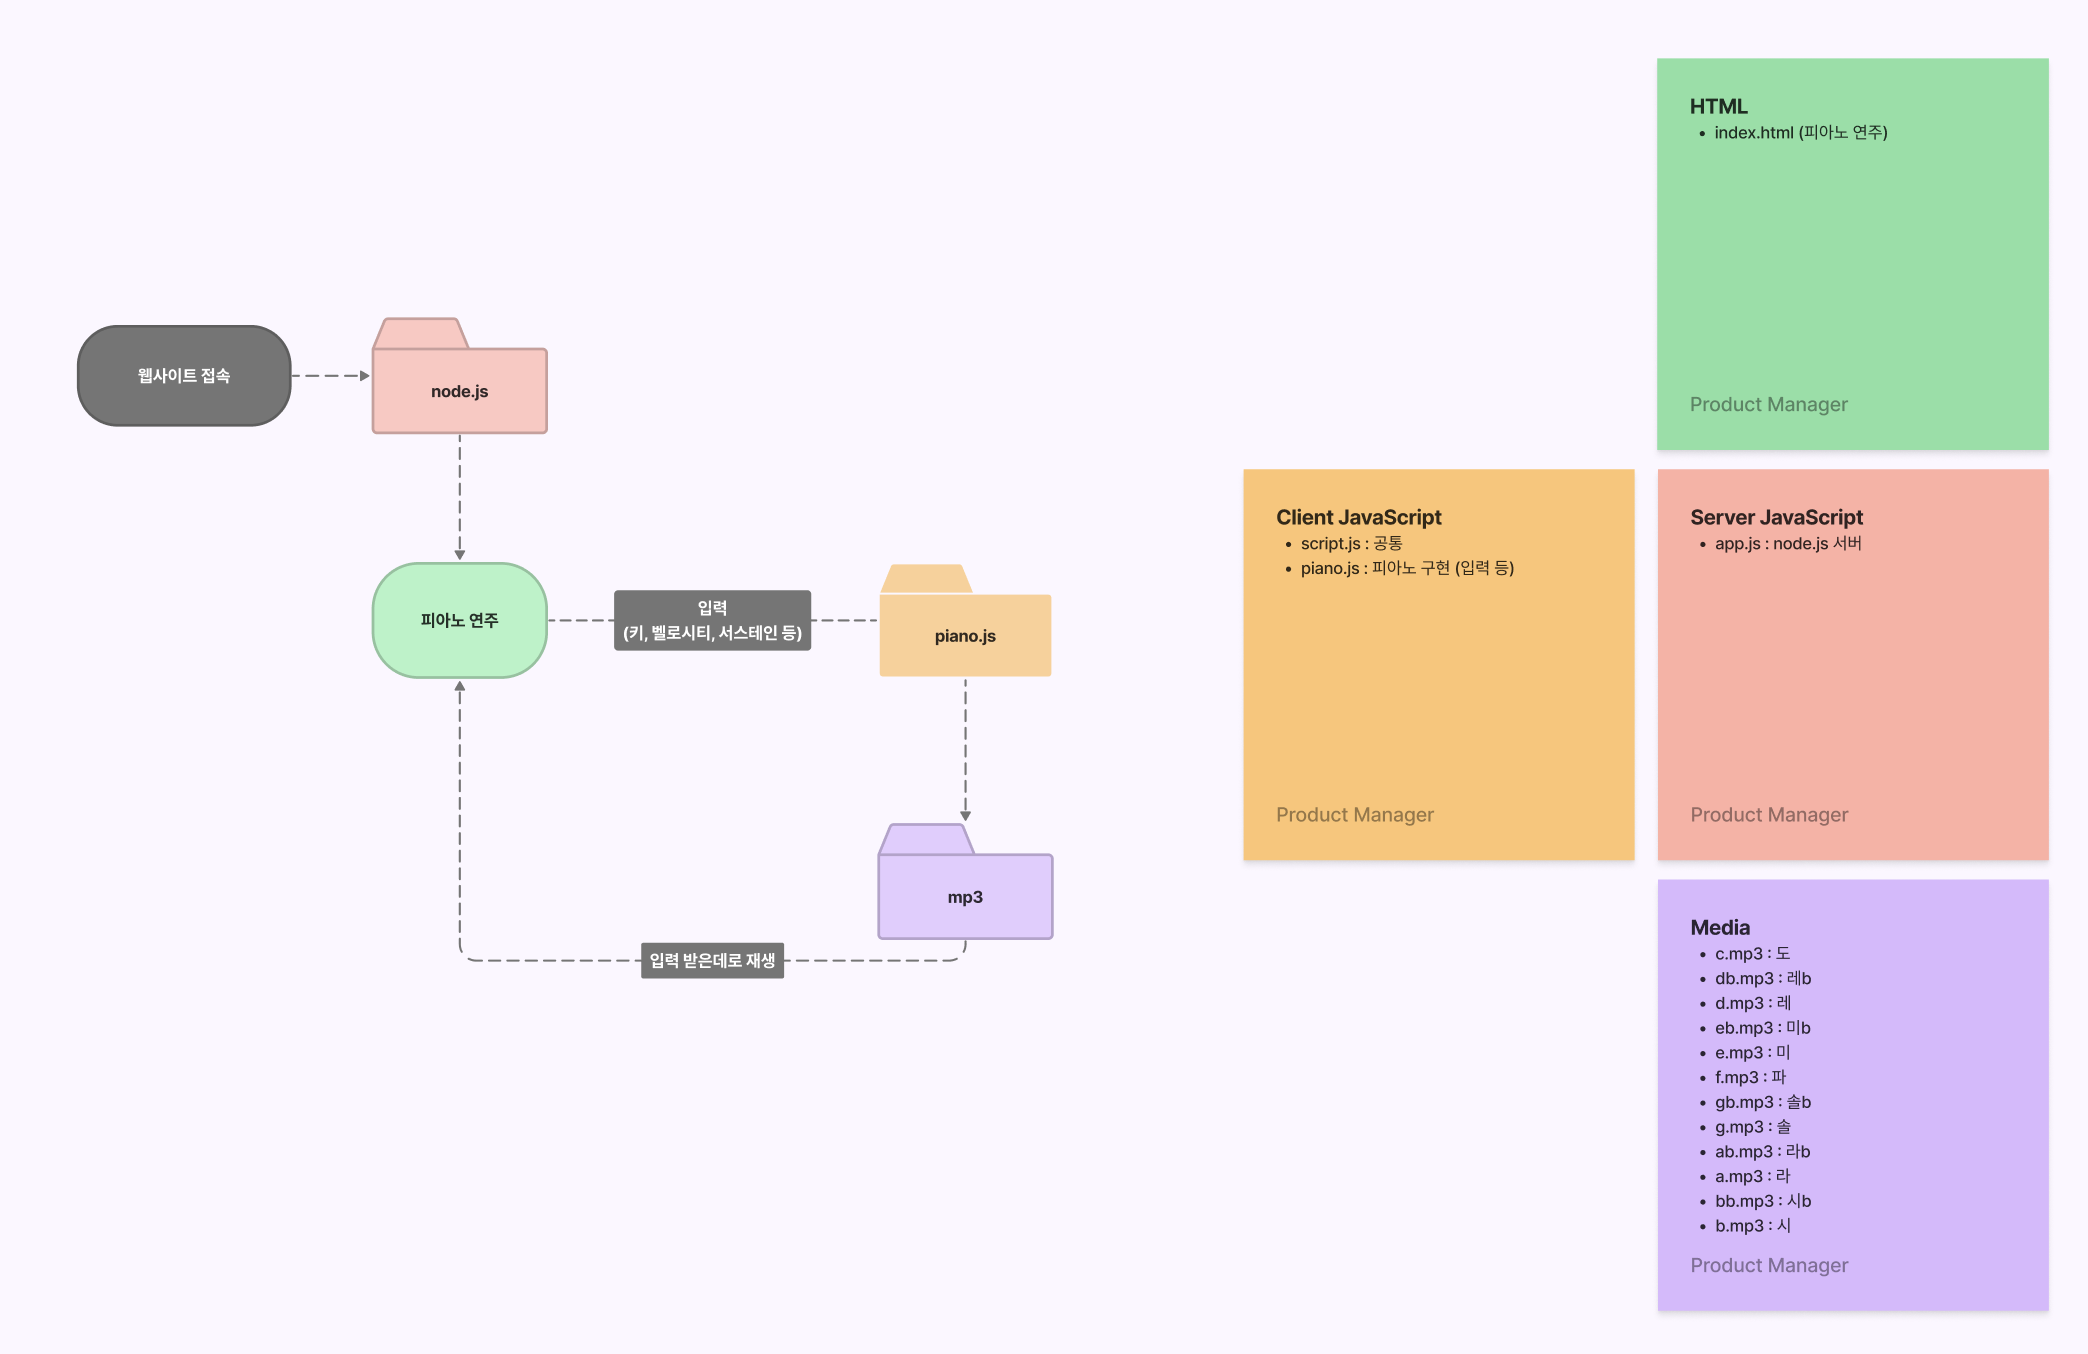 웹사이트 접속
node.js
피아노 연주
입력
(키, 벨로시티, 서스테인 등)
piano.js
mp3
입력 받은데로 재생
HTML
• index.html (피아노 연주)
Product Manager
Client JavaScript
• script.js : 공통
• piano.js : 피아노 구현 (입력 등)
Product Manager
Server JavaScript
• app.js : node.js 서버
Product Manager
Media
• c.mp3 : 도
• db.mp3 : 레b
• d.mp3 : 레
• eb.mp3 : 미b
• e.mp3 : 미
• f.mp3 : 파
• gb.mp3 : 솔b
• g.mp3 : 솔
• ab.mp3 : 라b
• a.mp3 : 라
• bb.mp3 : 시b
• b.mp3 : 시
Product Manager